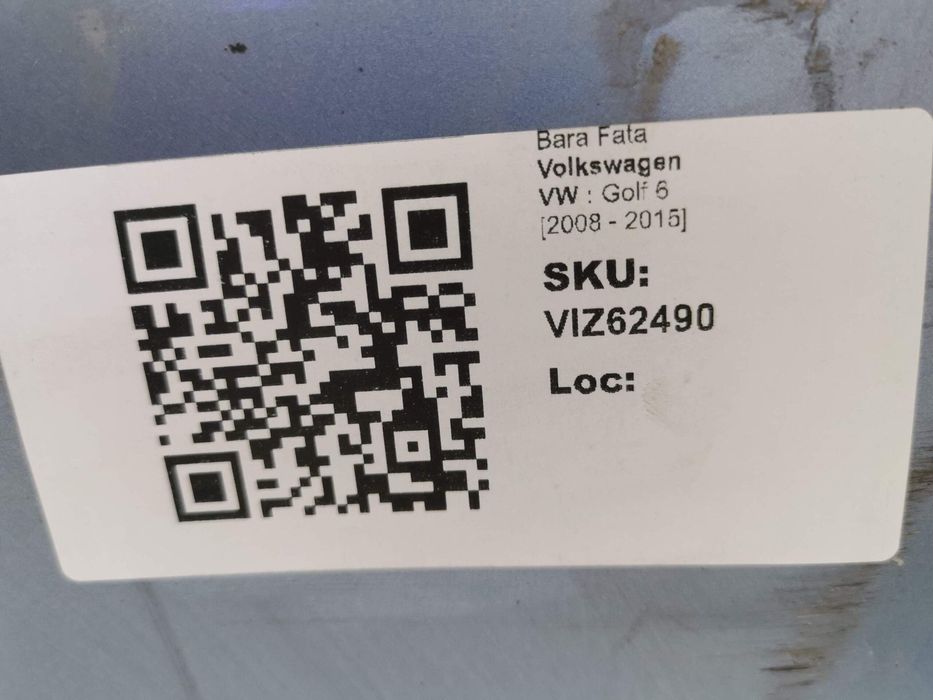 Bara Fata
Volkswagen
VW : Golf 6
[2008 - 2015]
SKU:
VIZ62490
Loc: